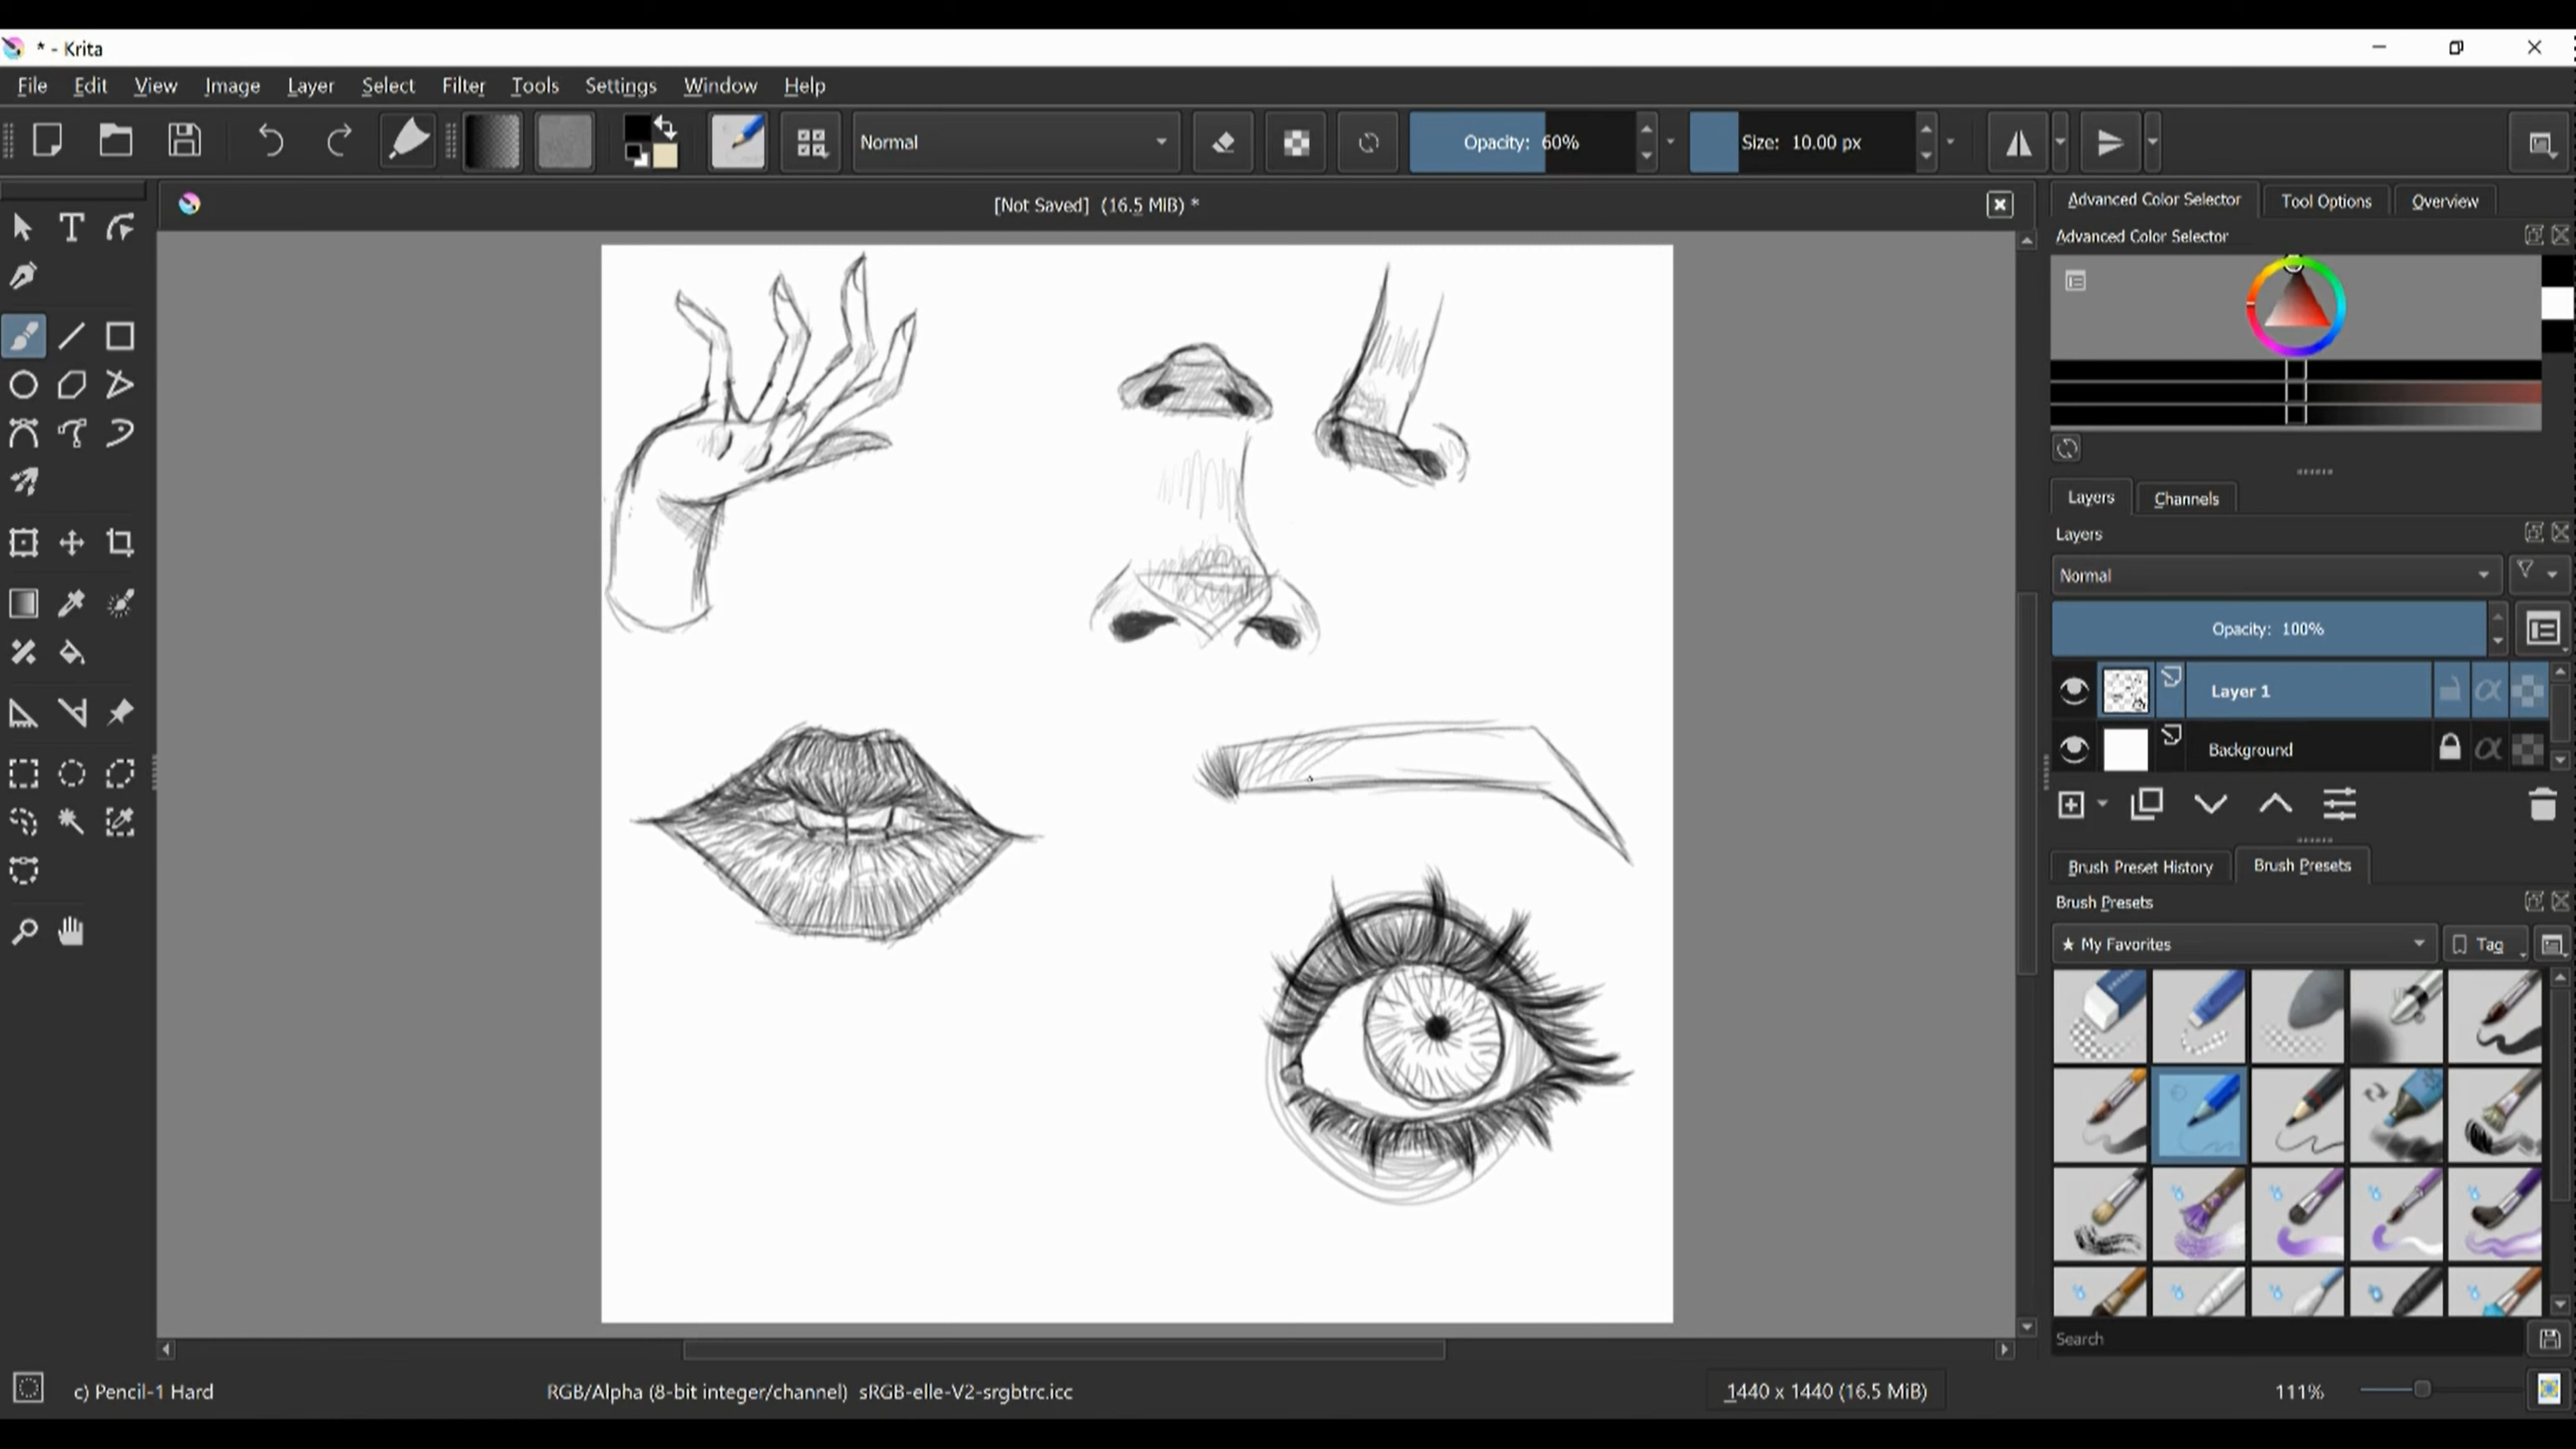 * - Krita
File Edit View Image Layer Select Filter Tools Settings Window Help
Normal Opacity: 60% Size: 10.00 px
[Not Saved] (16.5 MiB) *
Advanced Color Selector Tool Options Overview
Advanced Color Selector
Layers Channels
Layers
Normal
Opacity: 100%
Layer 1
Background
Brush Preset History Brush Presets
Brush Presets
★ My Favorites Tag
Search
c) Pencil-1 Hard RGB/Alpha (8-bit integer/channel) sRGB-elle-V2-srgbtrc.icc 1440 x 1440 (16.5 MiB) 111%